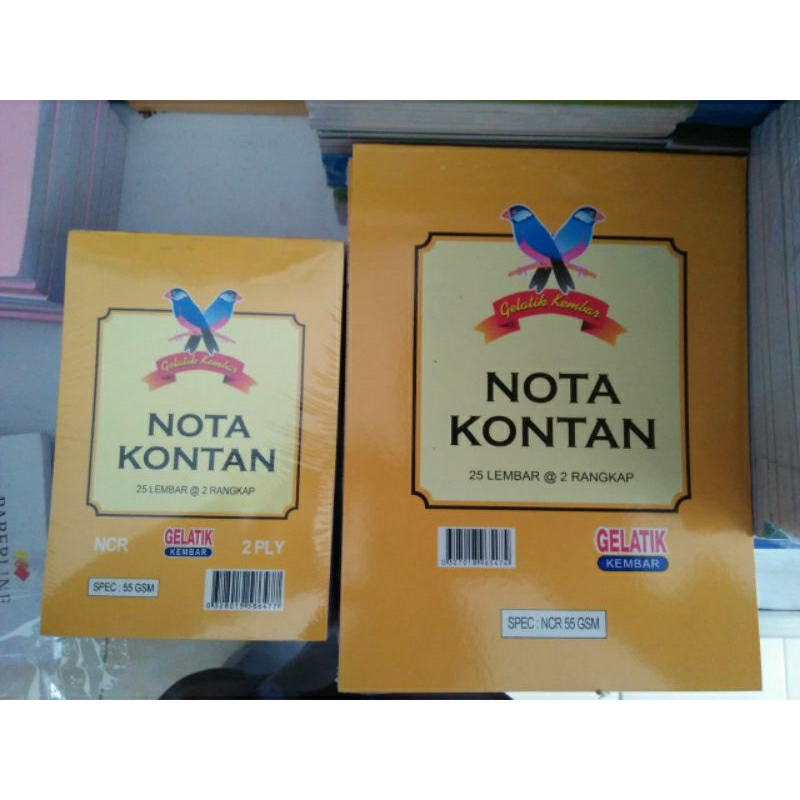 Gelatik Kembar
NOTA
KONTAN
25 LEMBAR @ 2 RANGKAP
NCR
GELATIK
KEMBAR
2 PLY
SPEC : 55 GSM
Gelatik Kembar
NOTA
KONTAN
25 LEMBAR @ 2 RANGKAP
GELATIK
KEMBAR
SPEC : NCR 55 GSM
PAPERLINE